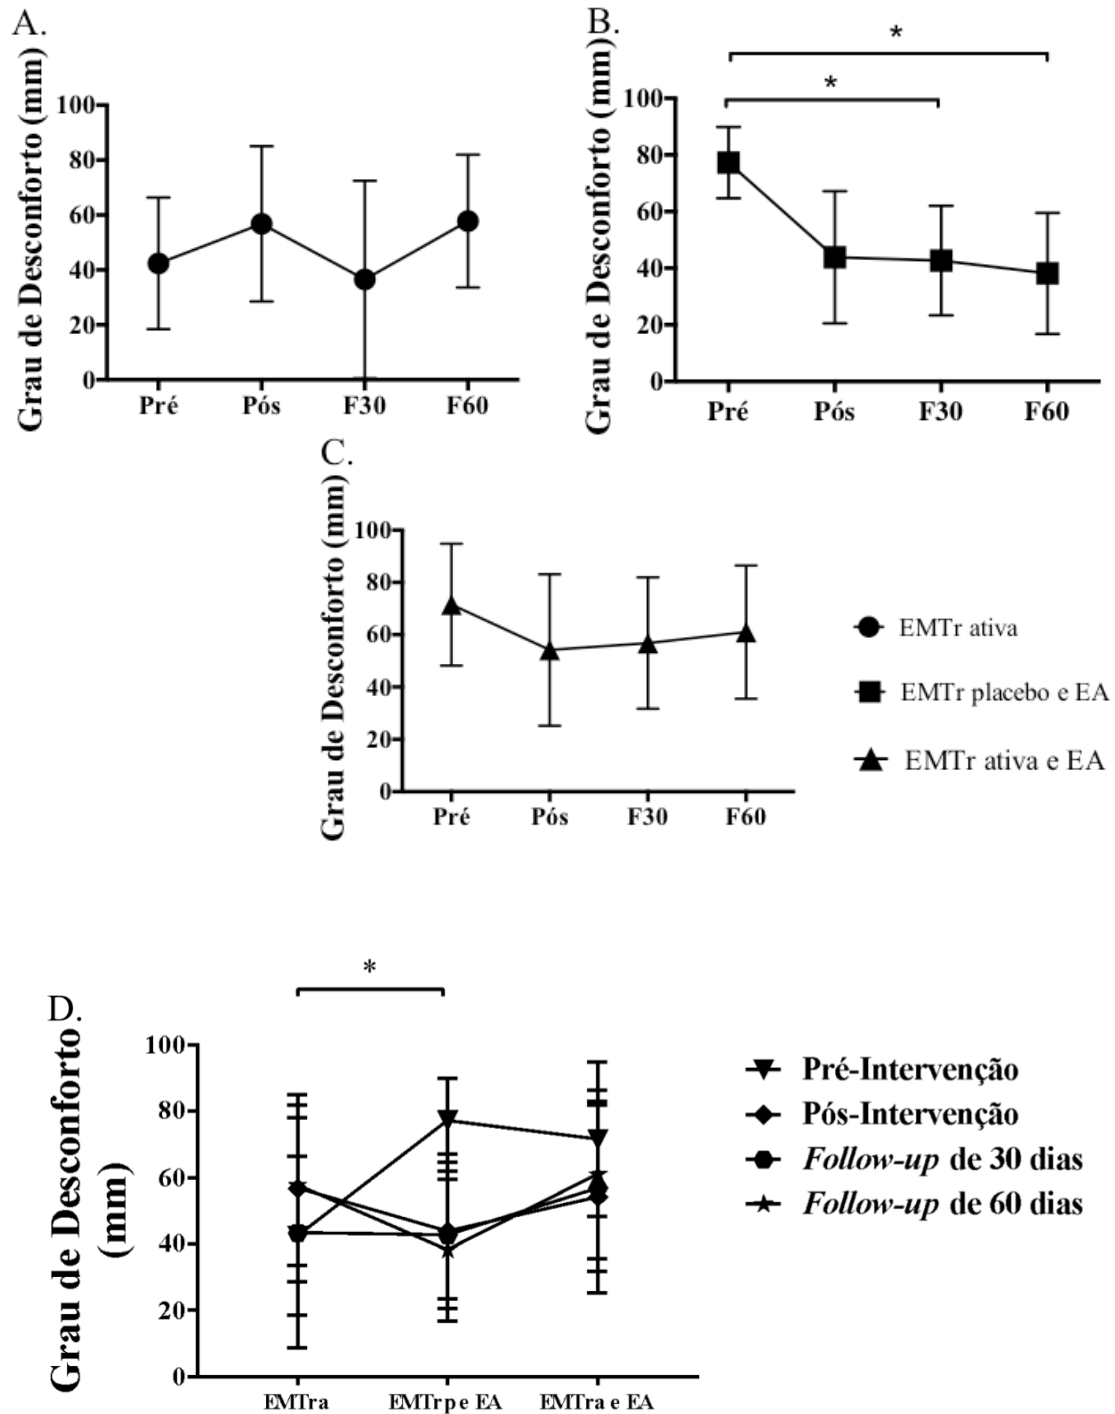 A.
Grau de Desconforto (mm)
100
80
60
40
20
0
Pré Pós F30 F60
B.
*
*
Grau de Desconforto (mm)
100
80
60
40
20
0
Pré Pós F30 F60
C.
Grau de Desconforto (mm)
100
80
60
40
20
0
Pré Pós F30 F60
EMTr ativa
EMTr placebo e EA
EMTr ativa e EA
D.
*
Grau de Desconforto
(mm)
100
80
60
40
20
0
EMTra EMTrp e EA EMTra e EA
Pré-Intervenção
Pós-Intervenção
Follow-up de 30 dias
Follow-up de 60 dias